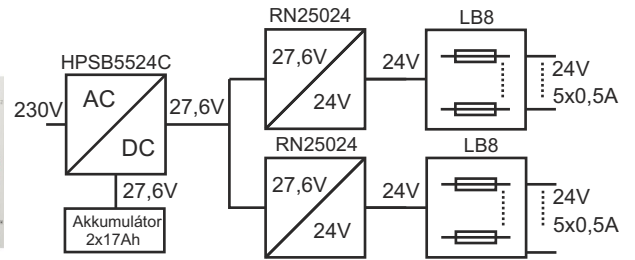 RN25024
LB8
HPSB5524C
27,6V
24V
24V
24V
5x0,5A
230V
AC
DC
27,6V
27,6V
Akkumulátor
2x17Ah
RN25024
LB8
27,6V
24V
24V
24V
5x0,5A